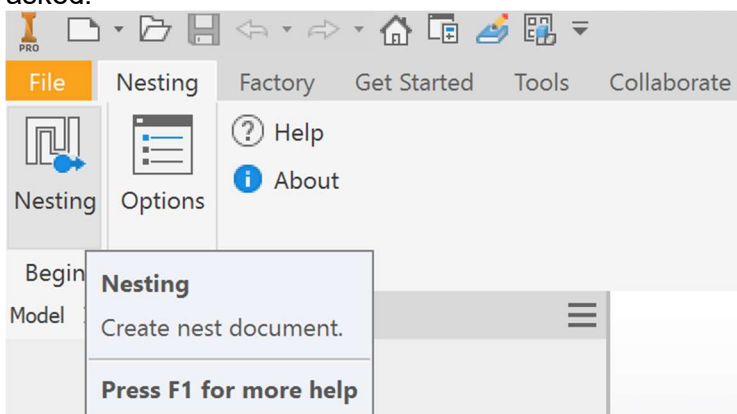 asked.
PRO
File Nesting Factory Get Started Tools Collaborate
Nesting Options
Help
About
Begin
Model
Nesting
Create nest document.
Press F1 for more help